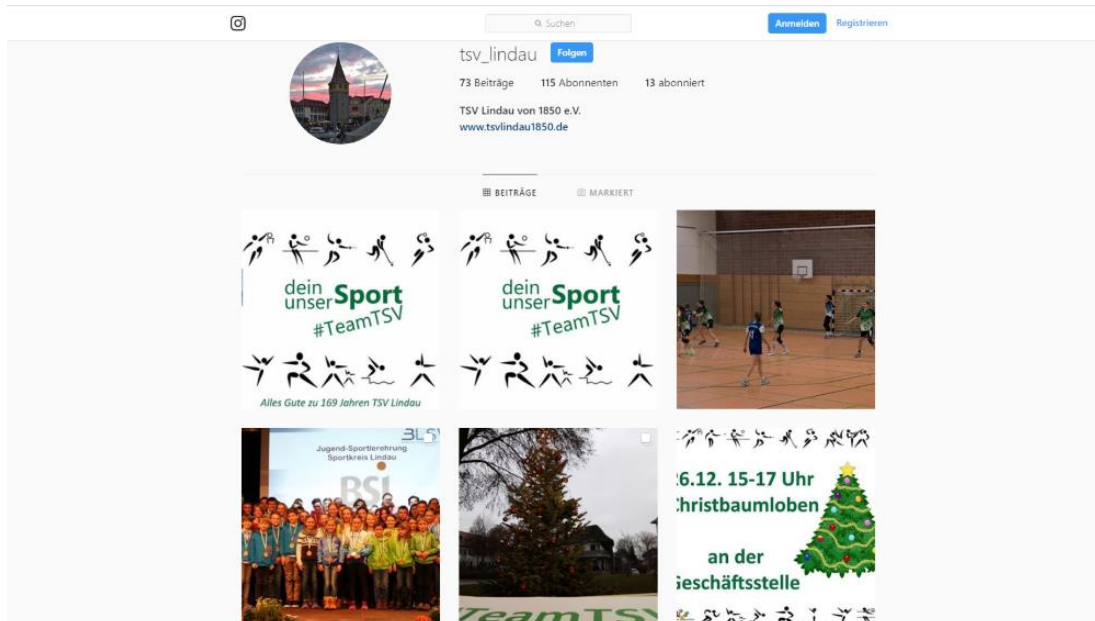 Suchen
Anmelden
Registrieren
tsv_lindau
Folgen
73 Beiträge 115 Abonnenten 13 abonniert
TSV Lindau von 1850 e.V.
www.tsvlindau1850.de
BEITRÄGE MARKIERT
dein
unser Sport
#TeamTSV
Alles Gute zu 169 Jahren TSV Lindau
dein
unser Sport
#TeamTSV
BLSV
Jugend-Sportlerehrung
Sportkreis Lindau
BSj
#TeamTSV
26.12. 15-17 Uhr
Christbaumloben
an der
Geschäftsstelle